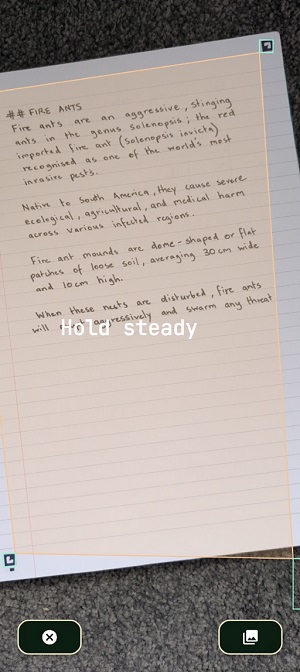 ## FIRE ANTS
Fire ants are an aggressive, stinging
ants in the genus Solenopsis; the red
imported fire ant (Solenopsis invicta)
recognised as one of the world's most
invasive pests.
Native to South America, they cause severe
ecological, agricultural, and medical harm
across various infected regions.
Fire ant mounds are dome-shaped or flat
patches of loose soil, averaging 30cm wide
and 10cm high.
When these nests are disturbed, fire ants
will aggressively and swarm any threat
Hold steady